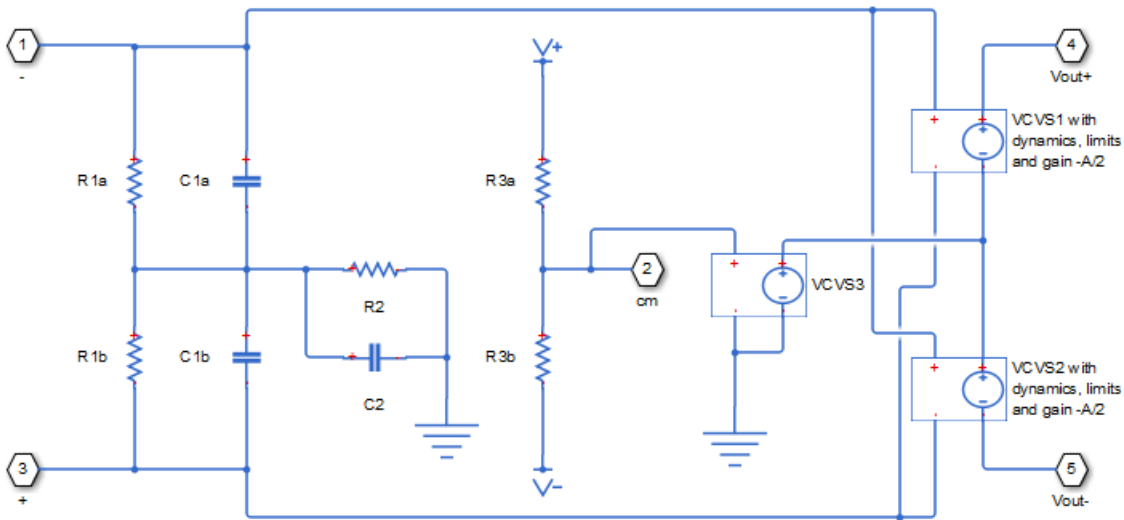 1
-
V+
4
Vout+
VCVS1 with
dynamics, limits
and gain -A/2
R1a
C1a
R3a
2
cm
VCVS3
R2
R1b
C1b
C2
R3b
VCVS2 with
dynamics, limits
and gain -A/2
3
+
V-
5
Vout-